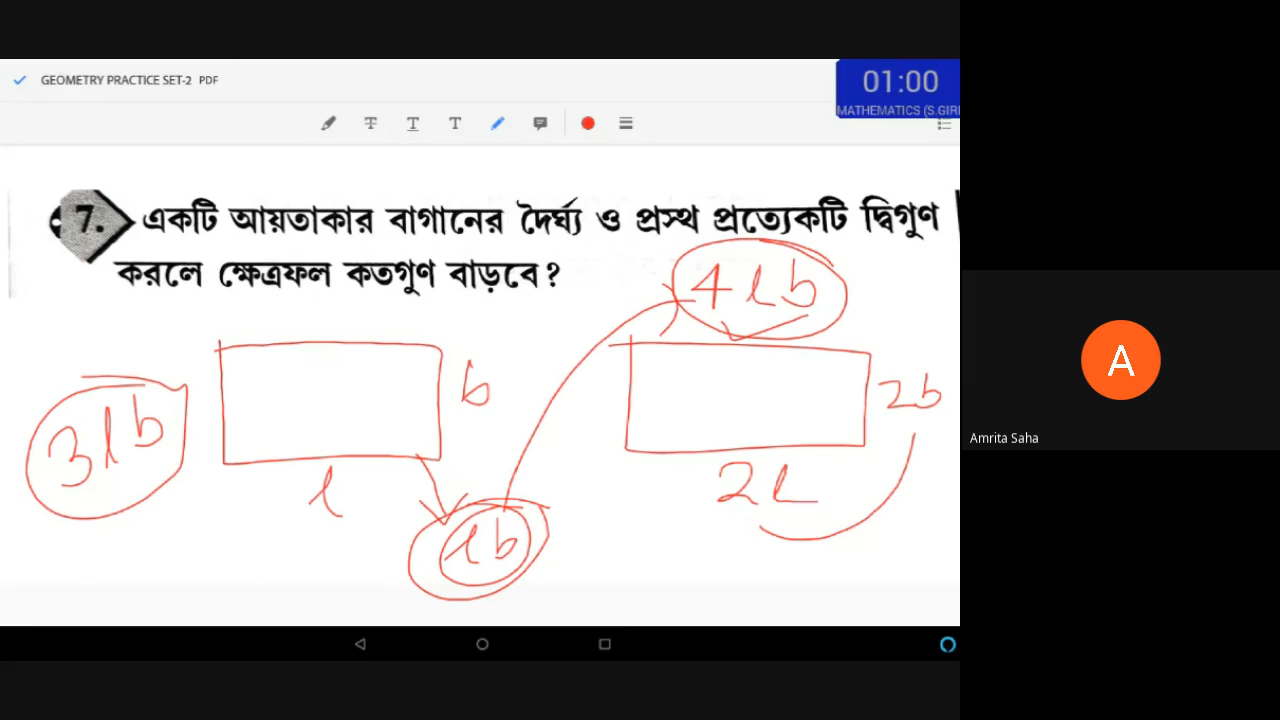 GEOMETRY PRACTICE SET-2 PDF
01:00
MATHEMATICS (S.GIRI
T T T
7. একটি আয়তাকার বাগানের দৈর্ঘ্য ও প্রস্থ প্রত্যেকটি দ্বিগুণ
করলে ক্ষেত্রফল কতগুণ বাড়বে?
4lb
3lb
b
2b
l
2l
lb
A
Amrita Saha